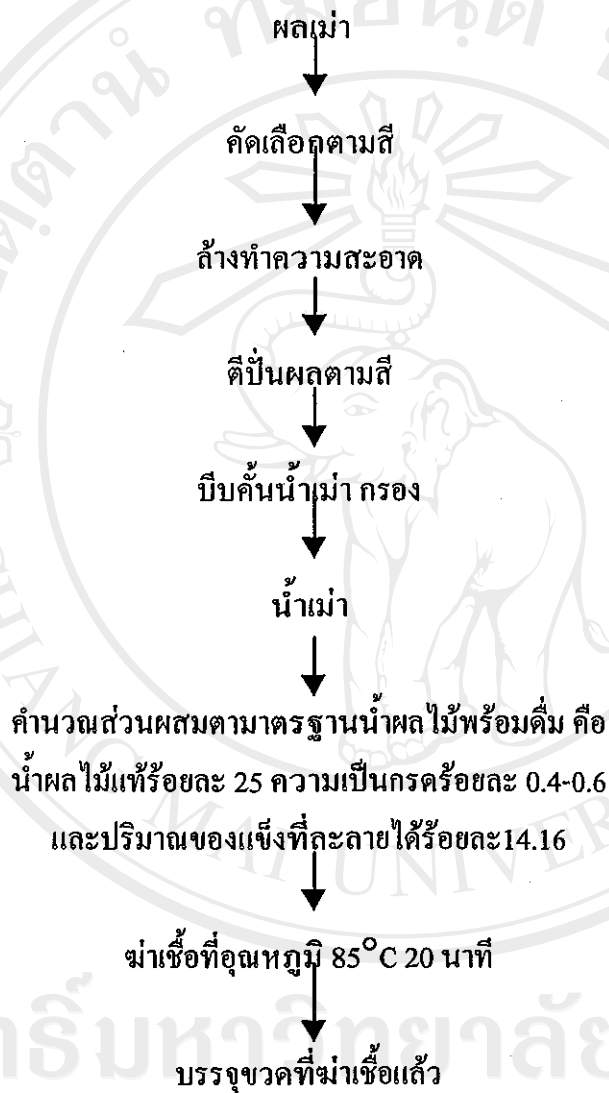 ผลเม่า
คัดเลือกตามสี
ล้างทำความสะอาด
ตีปั่นผลตามสี
บีบคั้นน้ำเม่า กรอง
น้ำเม่า
คำนวณส่วนผสมตามาตรฐานน้ำผลไม้พร้อมดื่ม คือ
น้ำผลไม้แท้ร้อยละ 25 ความเป็นกรดร้อยละ 0.4-0.6
และปริมาณของแข็งที่ละลายได้ร้อยละ14.16
ฆ่าเชื้อที่อุณหภูมิ 85°C 20 นาที
บรรจุขวดที่ฆ่าเชื้อแล้ว